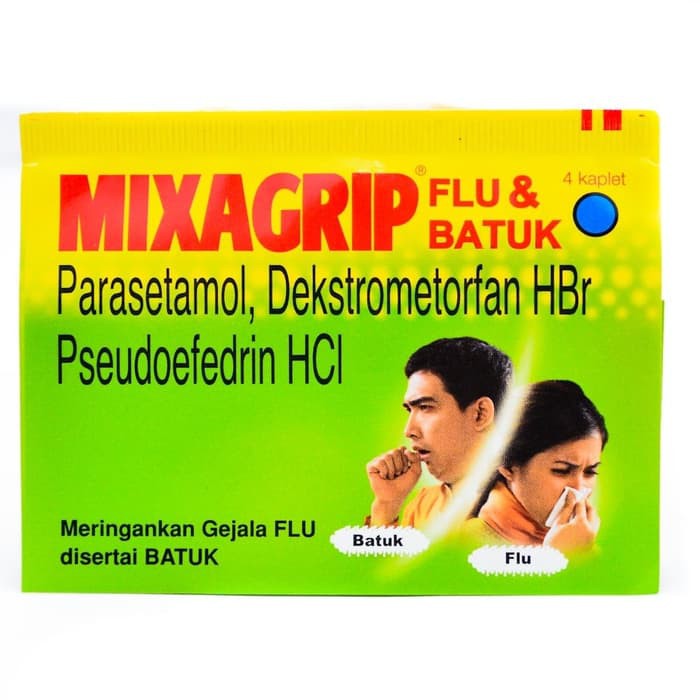 MIXAGRIP® FLU & BATUK
4 kaplet
Parasetamol, Dekstrometorfan HBr
Pseudoefedrin HCl
Meringankan Gejala FLU
disertai BATUK
Batuk
Flu